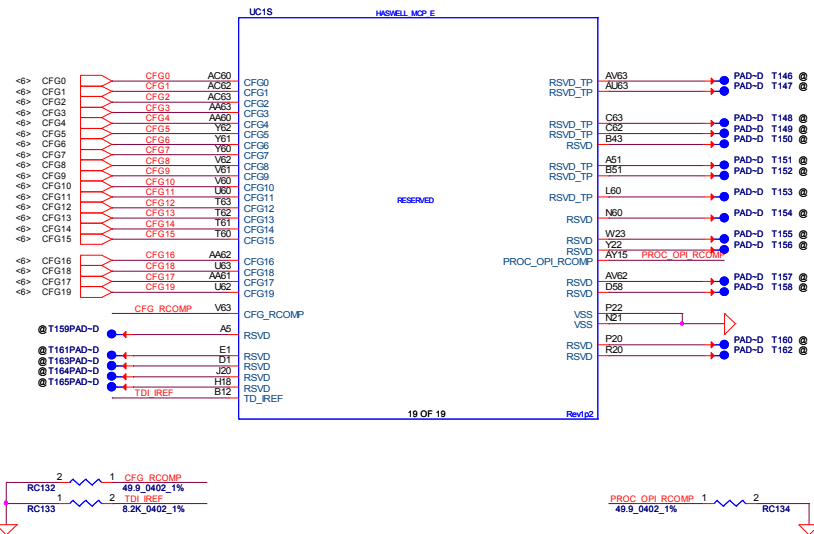 UC1S HASWELL_MCP_E
<6> CFG0 CFG0 AC60 CFG0
<6> CFG1 CFG1 AC62 CFG1
<6> CFG2 CFG2 AC63 CFG2
<6> CFG3 CFG3 AA63 CFG3
<6> CFG4 CFG4 AA60 CFG4
<6> CFG5 CFG5 Y62 CFG5
<6> CFG6 CFG6 Y61 CFG6
<6> CFG7 CFG7 Y60 CFG7
<6> CFG8 CFG8 V62 CFG8
<6> CFG9 CFG9 V61 CFG9
<6> CFG10 CFG10 V60 CFG10
<6> CFG11 CFG11 U60 CFG11
<6> CFG12 CFG12 T63 CFG12
<6> CFG13 CFG13 T62 CFG13
<6> CFG14 CFG14 T61 CFG14
<6> CFG15 CFG15 T60 CFG15
<6> CFG16 CFG16 AA62 CFG16
<6> CFG18 CFG18 U63 CFG18
<6> CFG17 CFG17 AA61 CFG17
<6> CFG19 CFG19 U62 CFG19
CFG_RCOMP V63 CFG_RCOMP
@T159PAD~D A5 RSVD
@T161PAD~D E1 RSVD
@T163PAD~D D1 RSVD
@T164PAD~D J20 RSVD
@T165PAD~D H18 RSVD
TDI_IREF B12 TD_IREF
RESERVED
RSVD_TP AV63 PAD~D T146 @
RSVD_TP AU63 PAD~D T147 @
RSVD_TP C63 PAD~D T148 @
RSVD_TP C62 PAD~D T149 @
RSVD B43 PAD~D T150 @
RSVD_TP A51 PAD~D T151 @
RSVD_TP B51 PAD~D T152 @
RSVD_TP L60 PAD~D T153 @
RSVD N60 PAD~D T154 @
RSVD W23 PAD~D T155 @
RSVD Y22 PAD~D T156 @
PROC_OPI_RCOMP AY15 PROC_OPI_RCOMP
RSVD AV62 PAD~D T157 @
RSVD D58 PAD~D T158 @
VSS P22
VSS N21
RSVD P20 PAD~D T160 @
RSVD R20 PAD~D T162 @
19 OF 19 Rev1p2
2 1 CFG_RCOMP
RC132 49.9_0402_1%
1 2 TDI_IREF
RC133 8.2K_0402_1%
PROC_OPI_RCOMP 1 2
49.9_0402_1% RC134